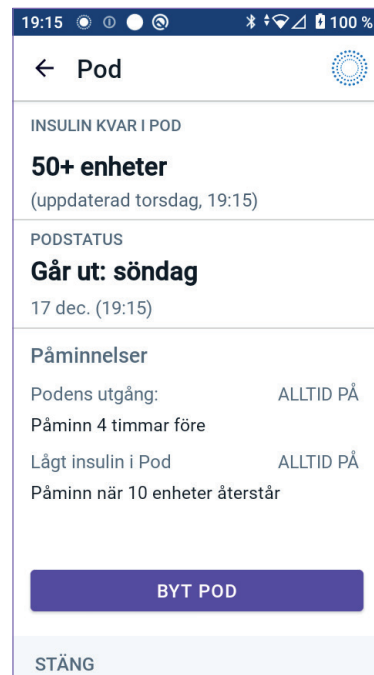 19:15 100 %
Pod
INSULIN KVAR I POD
50+ enheter
(uppdaterad torsdag, 19:15)
PODSTATUS
Går ut: söndag
17 dec. (19:15)
Påminnelser
Podens utgång: ALLTID PÅ
Påminn 4 timmar före
Lågt insulin i Pod ALLTID PÅ
Påminn när 10 enheter återstår
BYT POD
STÄNG